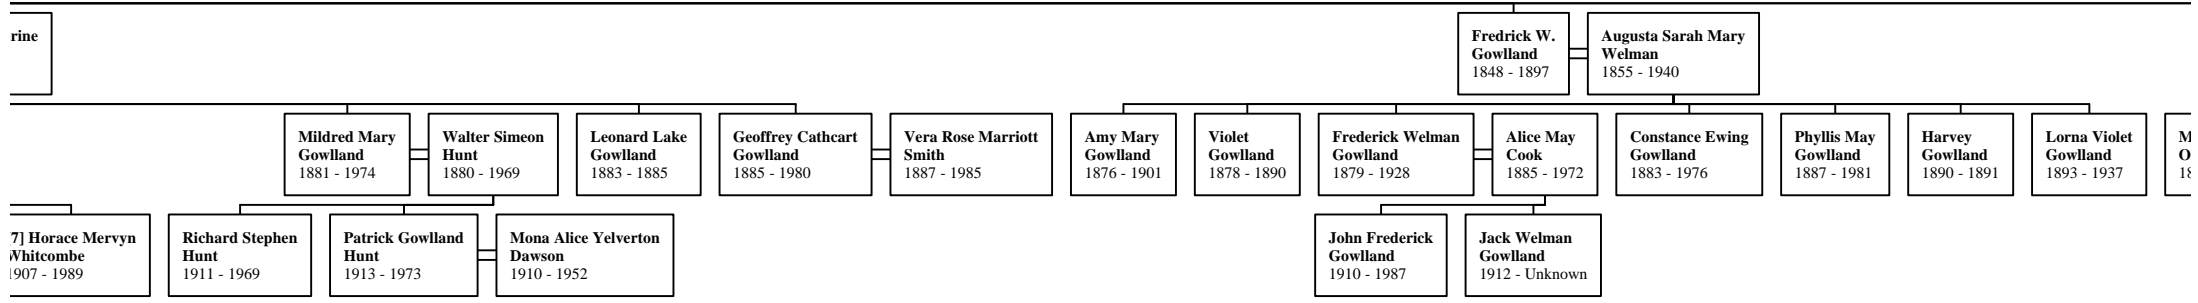 Fredrick W.
Gowlland
1848 - 1897
Augusta Sarah Mary
Welman
1855 - 1940
Mildred Mary
Gowlland
1881 - 1974
Walter Simeon
Hunt
1880 - 1969
Leonard Lake
Gowlland
1883 - 1885
Geoffrey Cathcart
Gowlland
1885 - 1980
Vera Rose Marriott
Smith
1887 - 1985
Amy Mary
Gowlland
1876 - 1901
Violet
Gowlland
1878 - 1890
Frederick Welman
Gowlland
1879 - 1928
Alice May
Cook
1885 - 1972
Constance Ewing
Gowlland
1883 - 1976
Phyllis May
Gowlland
1887 - 1981
Harvey
Gowlland
1890 - 1891
Lorna Violet
Gowlland
1893 - 1937
7] Horace Mervyn
Whitcombe
1907 - 1989
Richard Stephen
Hunt
1911 - 1969
Patrick Gowlland
Hunt
1913 - 1973
Mona Alice Yelverton
Dawson
1910 - 1952
John Frederick
Gowlland
1910 - 1987
Jack Welman
Gowlland
1912 - Unknown